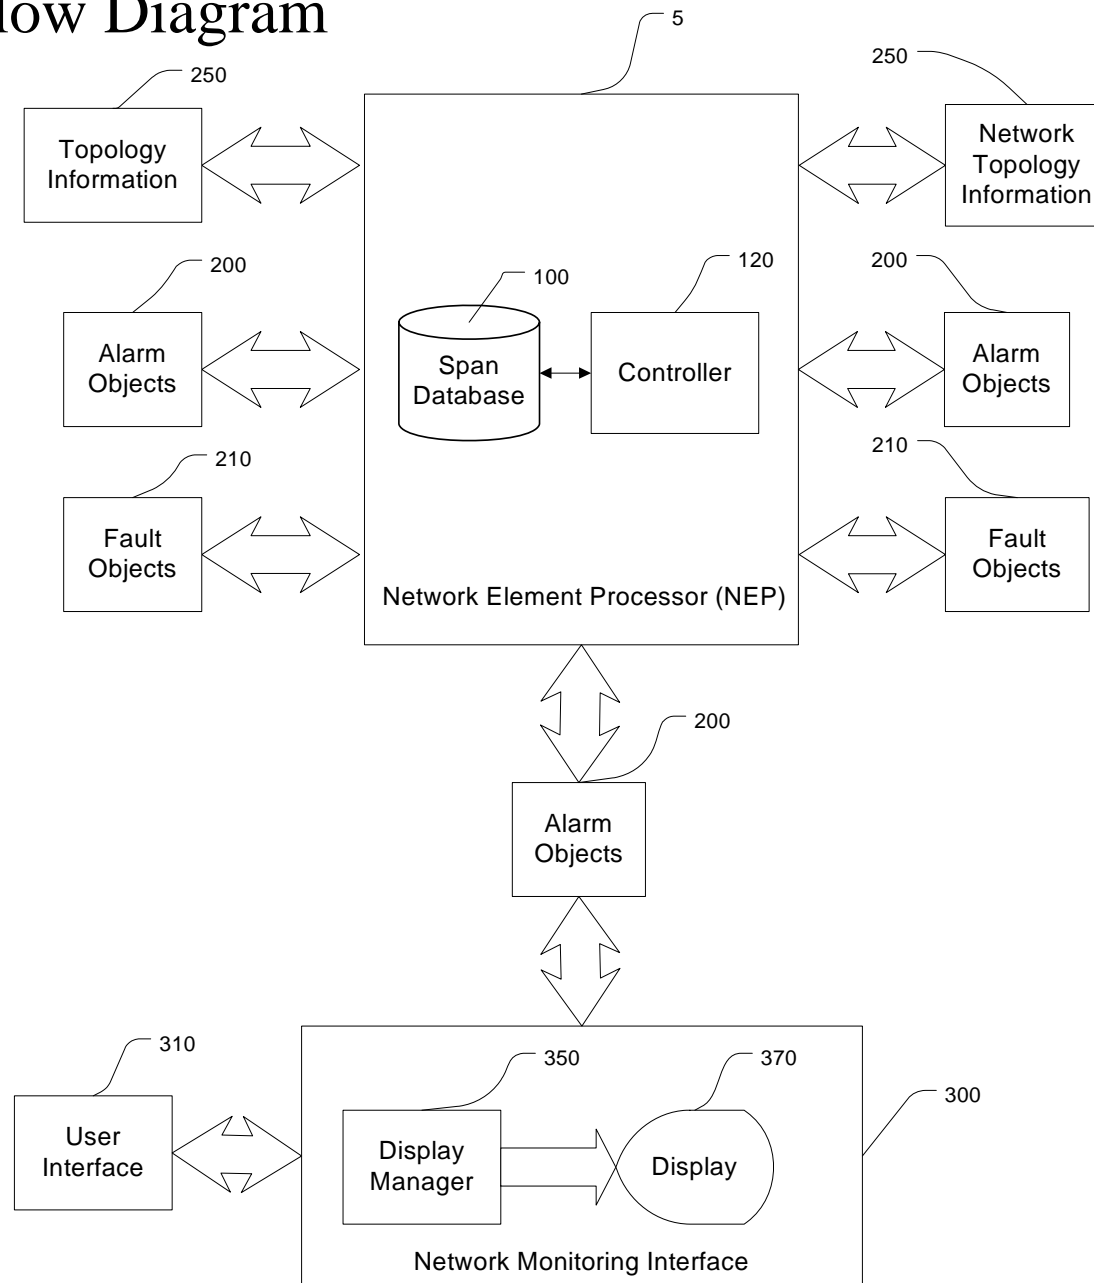 low Diagram
5
250
250
Topology
Information
Network
Topology
Information
200
100
120
200
Alarm
Objects
Span
Database
Controller
Alarm
Objects
210
210
Fault
Objects
Fault
Objects
Network Element Processor (NEP)
200
Alarm
Objects
310
350
370
300
User
Interface
Display
Manager
Display
Network Monitoring Interface